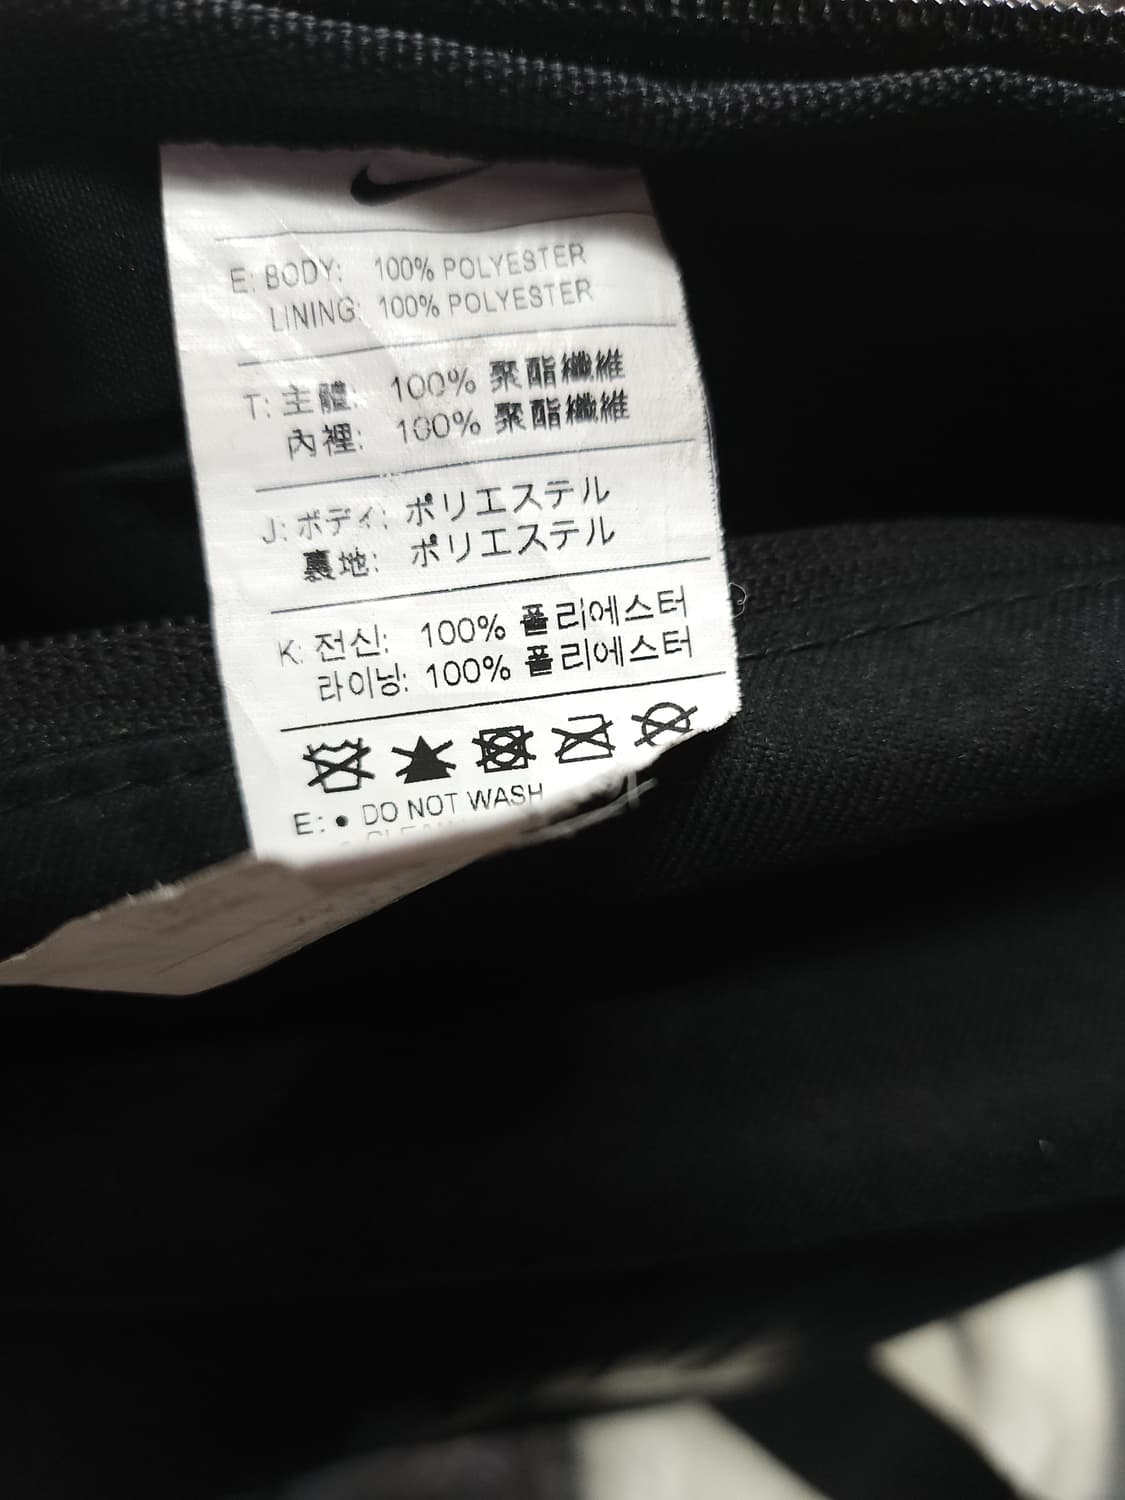 E: BODY: 100% POLYESTER
LINING: 100% POLYESTER
T: 主體: 100% 聚酯纖維
內裡: 100% 聚酯纖維
J: ボディ: ポリエステル
裏地: ポリエステル
K: 전신: 100% 폴리에스터
라이닝: 100% 폴리에스터
E: • DO NOT WASH